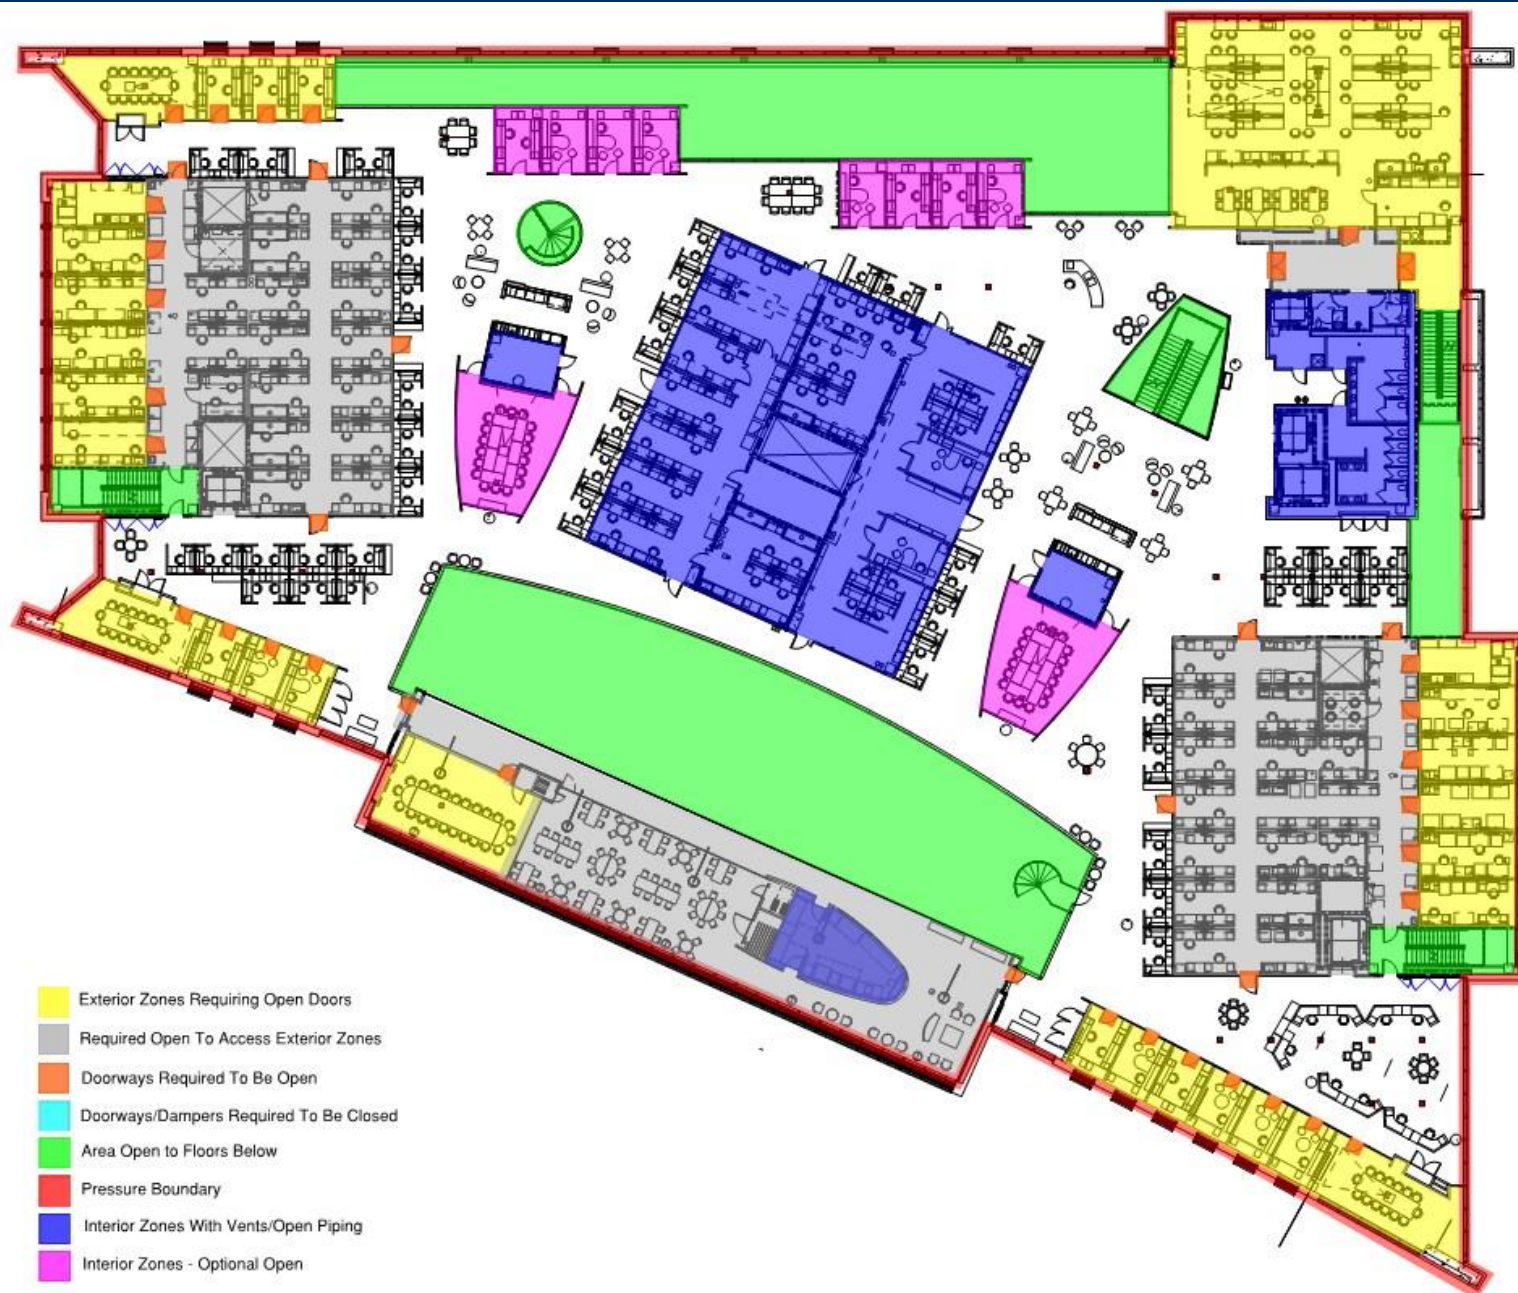 Exterior Zones Requiring Open Doors
Required Open To Access Exterior Zones
Doorways Required To Be Open
Doorways/Dampers Required To Be Closed
Area Open to Floors Below
Pressure Boundary
Interior Zones With Vents/Open Piping
Interior Zones - Optional Open